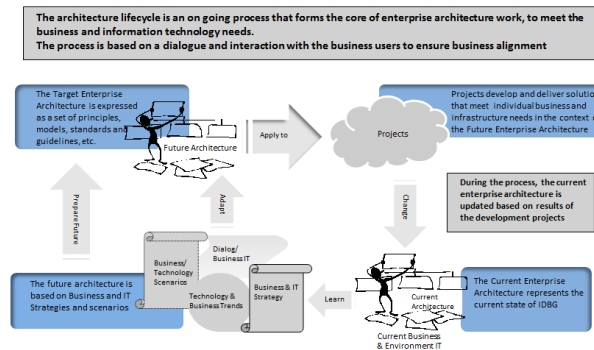 The architecture lifecycle is an on going process that forms the core of enterprise architecture work, to meet the
business and information technology needs.
The process is based on a dialogue and interaction with the business users to ensure business alignment
The Target Enterprise
Architecture is expressed
as a set of principles,
models, standards and
guidelines, etc.
Future Architecture
Apply to
Projects
Projects develop and deliver solutio
that meet individual business and
infrastructure needs in the context o
the Future Enterprise Architecture
During the process, the current
enterprise architecture is
updated based on results of
the development projects
Prepare Future
Adapt
Change
Business/
Technology
Scenarios
Dialog/
Business IT
Technology &
Business Trends
Business & IT
Strategy
The future architecture is
based on Business and IT
Strategies and scenarios
Learn
Current
Architecture
Current Business
& Environment IT
The Current Enterprise
Architecture represents the
current state of IDBG